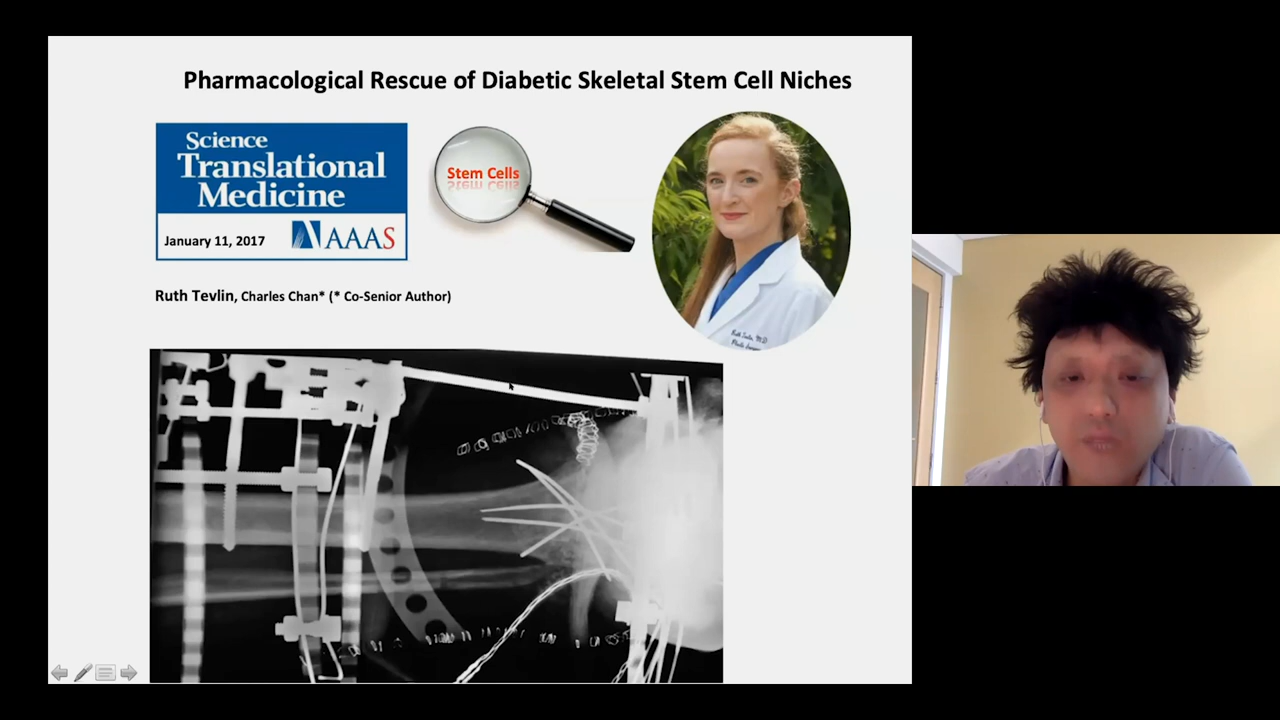 Pharmacological Rescue of Diabetic Skeletal Stem Cell Niches
Science
Translational
Medicine
January 11, 2017
AAAS
Stem Cells
Ruth Tevlin, Charles Chan* (* Co-Senior Author)